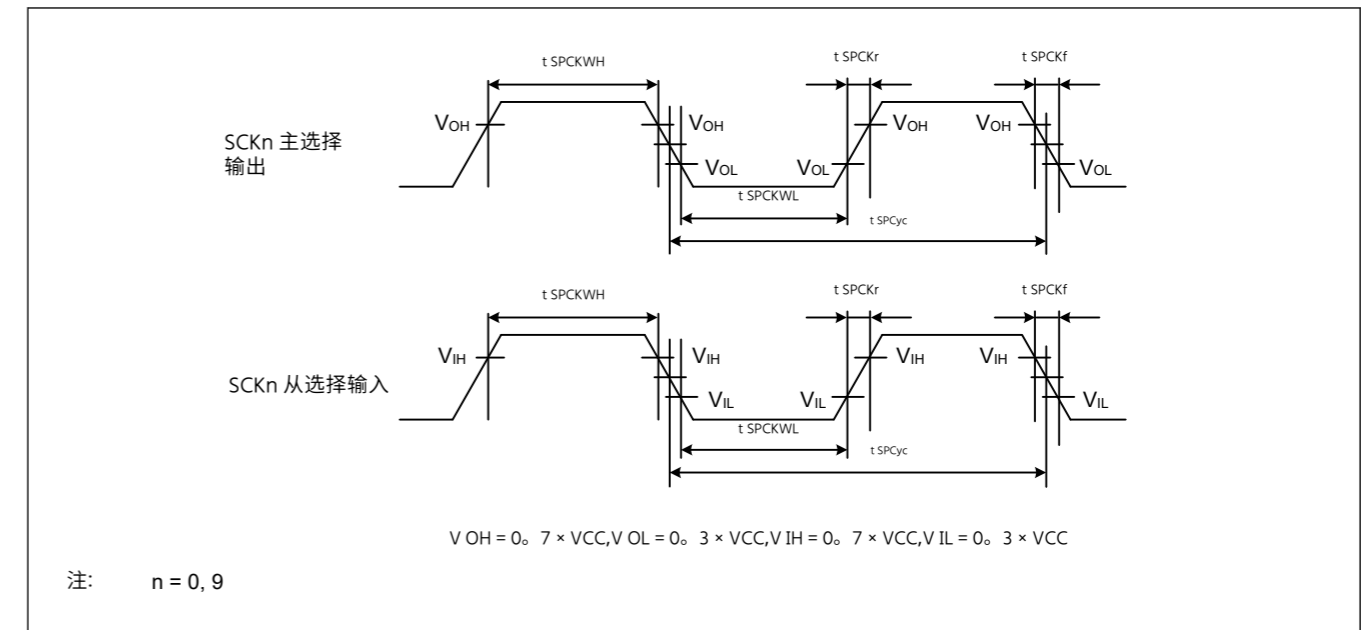 t SPCKWH
t SPCKr
t SPCKf
VOH
VOH
VOH
VOH
SCKn 主选择
输出
VOL
VOL
VOL
t SPCKWL
t SPCyc
t SPCKWH
t SPCKr
t SPCKf
VIH
VIH
VIH
VIH
SCKn 从选择输入
VIL
VIL
VIL
t SPCKWL
t SPCyc
V OH = 0。7 × VCC,V OL = 0。3 × VCC,V IH = 0。7 × VCC,V IL = 0。3 × VCC
注: n = 0, 9